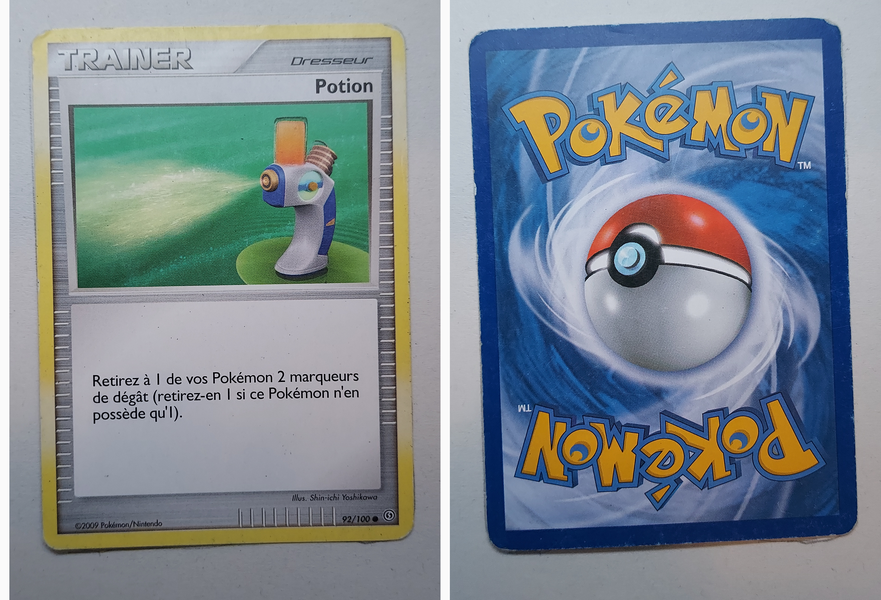 TRAINER
Dresseur
Potion
Retirez à 1 de vos Pokémon 2 marqueurs
de dégât (retirez-en 1 si ce Pokémon n'en
possède qu'1).
Illus. Shin-ichi Yoshikawa
©2009 Pokémon/Nintendo
92/100
POKéMON
TM
POKéMON
TM